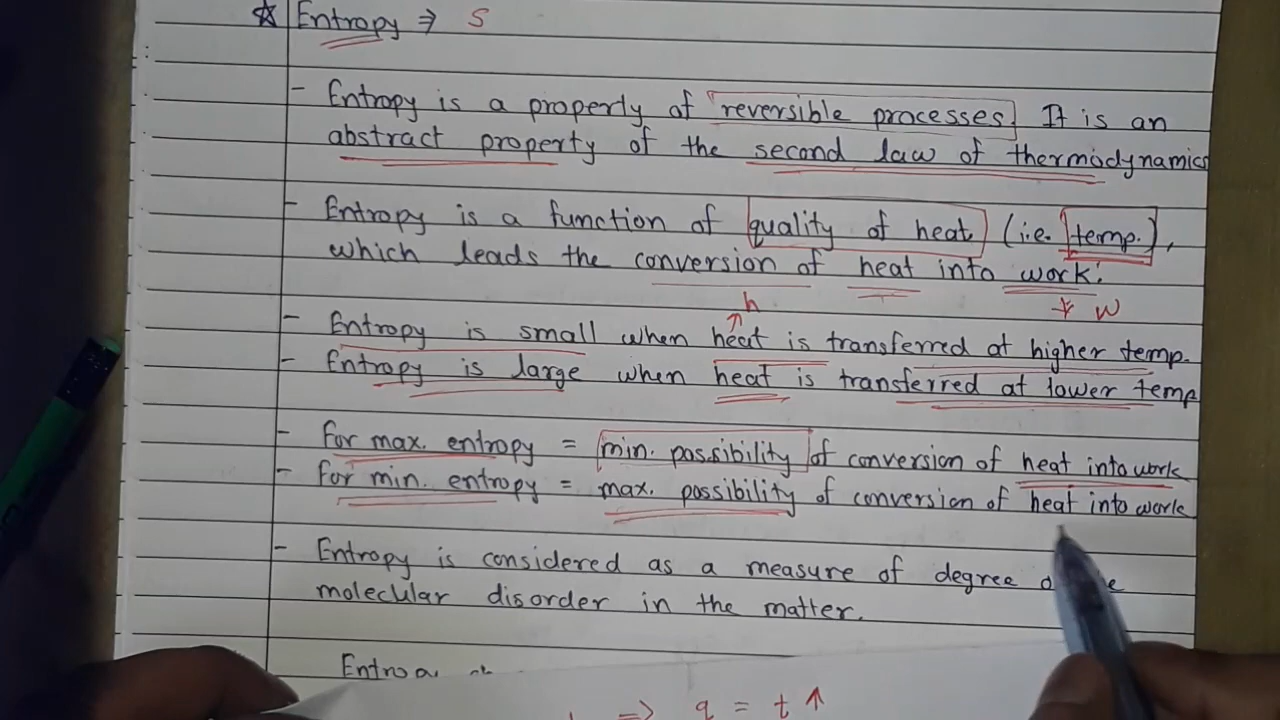 ☆ Entropy ⇒ S
- Entropy is a property of reversible processes. It is an
abstract property of the second law of thermodynamics
- Entropy is a function of quality of heat (i.e. temp.),
which leads the conversion of heat into work.
h
W
- Entropy is small when heat is transferred at higher temp.
- Entropy is large when heat is transferred at lower temp
- For max. entropy = min. possibility of conversion of heat into work
- For min. entropy = max. possibility of conversion of heat into work
- Entropy is considered as a measure of degree
molecular disorder in the matter.
⇒ q = t ↑